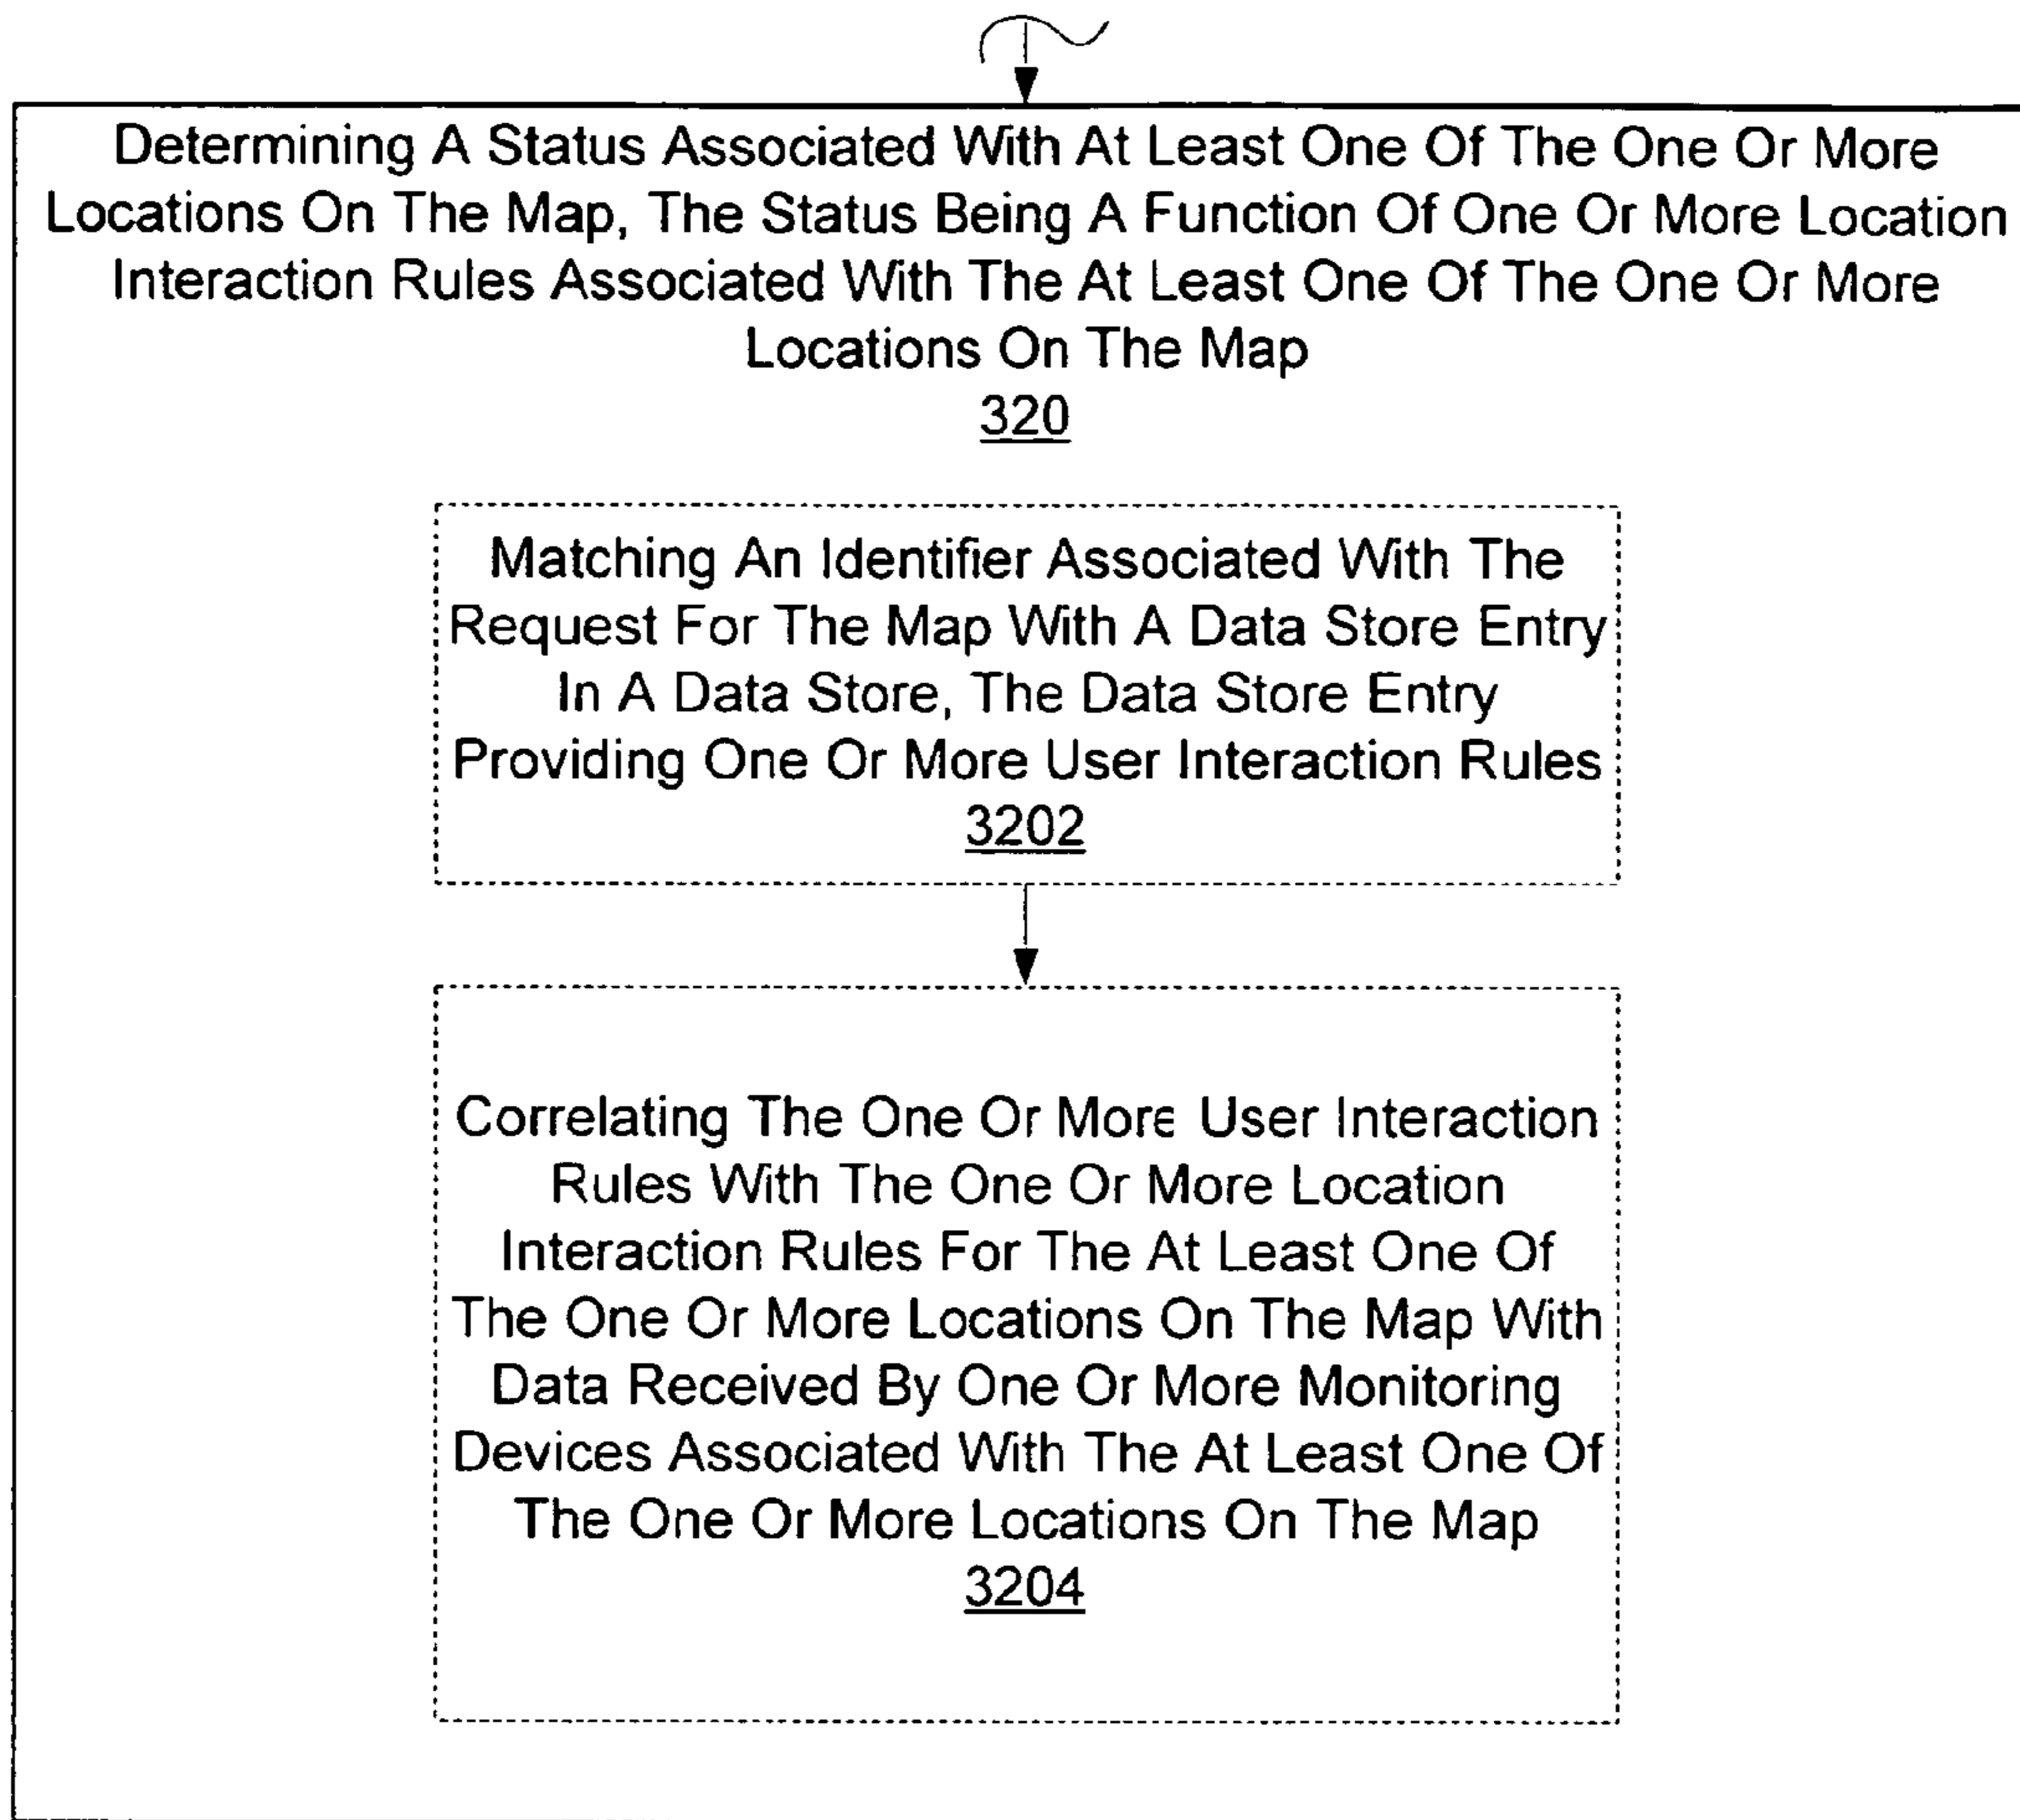 Determining A Status Associated With At Least One Of The One Or More
Locations On The Map, The Status Being A Function Of One Or More Location
Interaction Rules Associated With The At Least One Of The One Or More
Locations On The Map
320
Matching An Identifier Associated With The
Request For The Map With A Data Store Entry
In A Data Store, The Data Store Entry
Providing One Or More User Interaction Rules
3202
Correlating The One Or More User Interaction
Rules With The One Or More Location
Interaction Rules For The At Least One Of
The One Or More Locations On The Map With
Data Received By One Or More Monitoring
Devices Associated With The At Least One Of
The One Or More Locations On The Map
3204